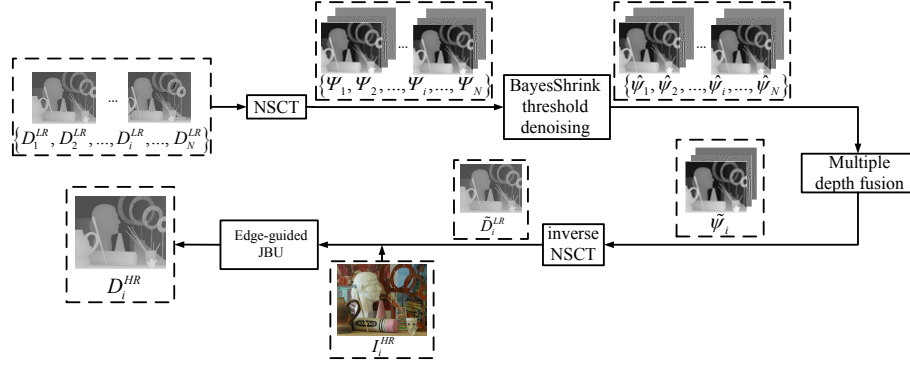 ...
{D_1^{LR}, D_2^{LR}, ..., D_i^{LR}, ..., D_N^{LR}}
NSCT
...
{Ψ_1, Ψ_2, ..., Ψ_i, ..., Ψ_N}
BayesShrink
threshold
denoising
...
{ψ̂_1, ψ̂_2, ..., ψ̂_i, ..., ψ̂_N}
Multiple
depth fusion
ψ̃_i
inverse
NSCT
D̃_i^{LR}
I_i^{HR}
Edge-guided
JBU
D_i^{HR}